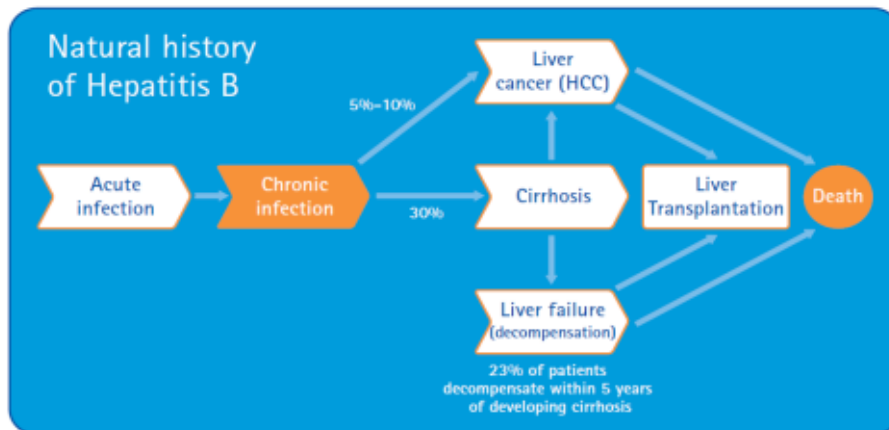 Natural history
of Hepatitis B
Liver
cancer (HCC)
5%-10%
Acute
infection
Chronic
infection
30%
Cirrhosis
Liver
Transplantation
Death
Liver failure
(decompensation)
23% of patients
decompensate within 5 years
of developing cirrhosis